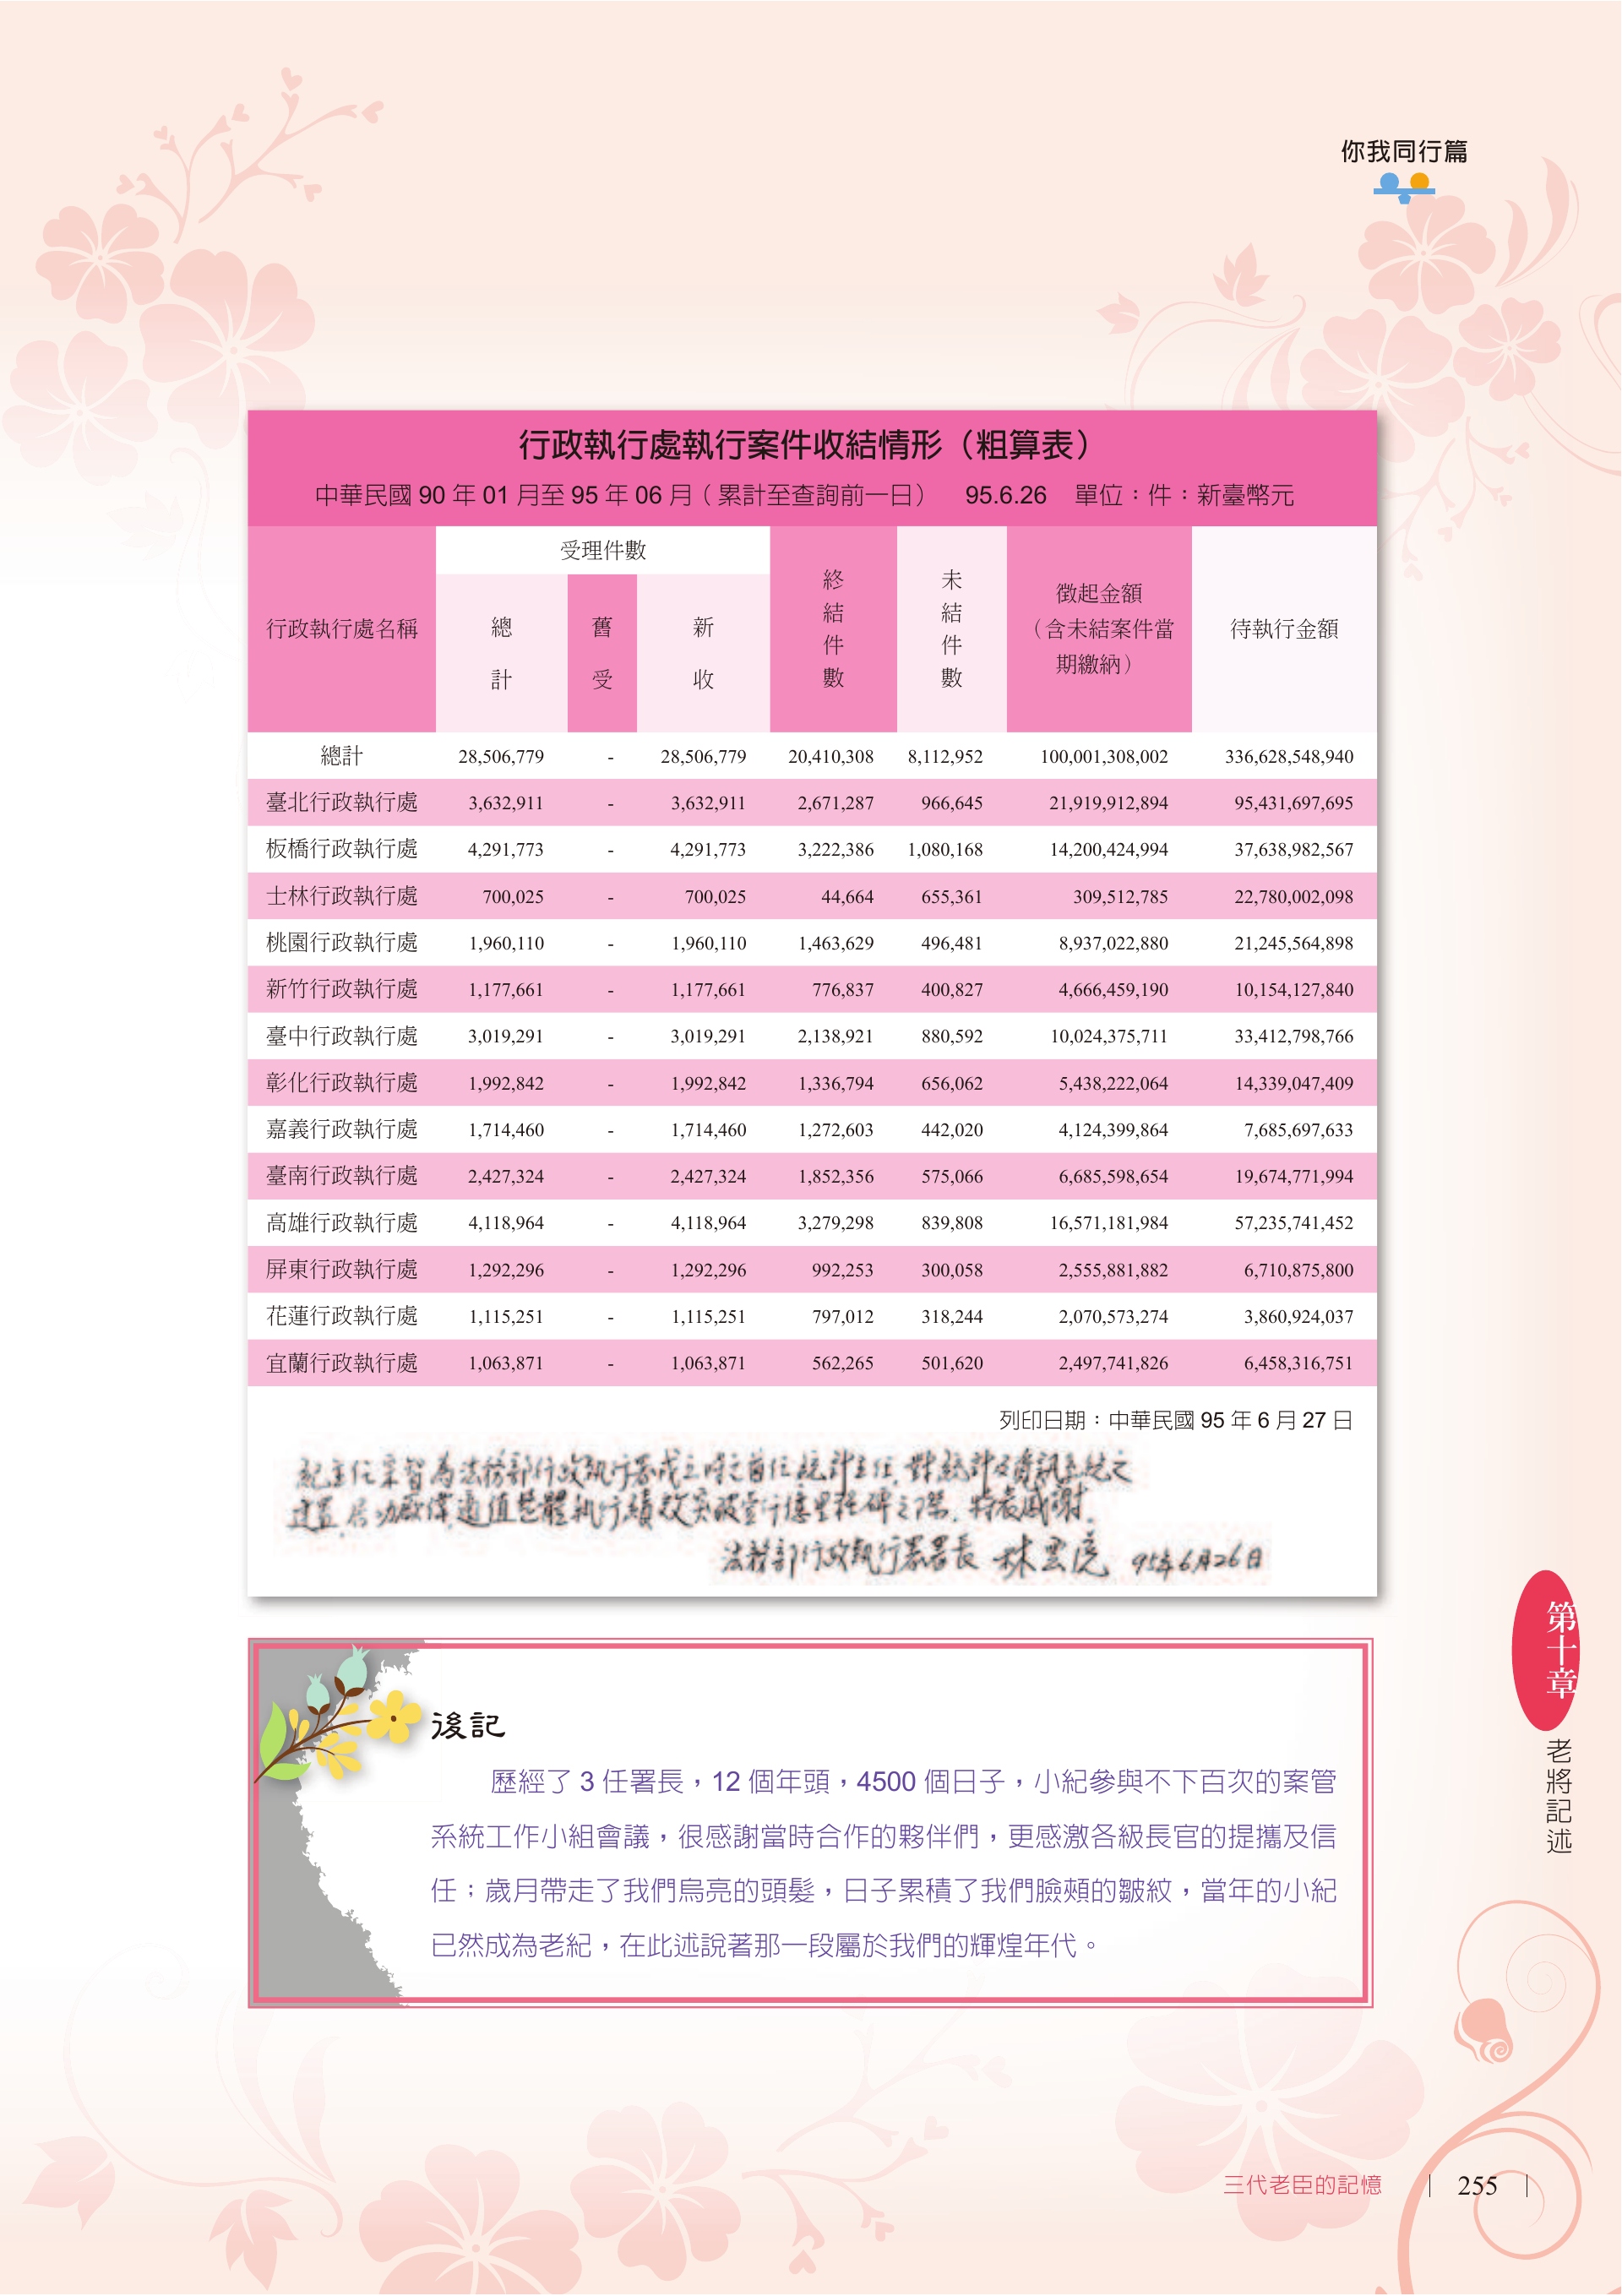 你我同行篇
行政執行處執行案件收結情形（粗算表）
中華民國 90 年 01 月至 95 年 06 月（累計至查詢前一日） 95.6.26 單位：件：新臺幣元
行政執行處名稱 受理件數 總計 舊受 新收 終結件數 未結件數 徵起金額（含未結案件當期繳納） 待執行金額
總計 28,506,779 - 28,506,779 20,410,308 8,112,952 100,001,308,002 336,628,548,940
臺北行政執行處 3,632,911 - 3,632,911 2,671,287 966,645 21,919,912,894 95,431,697,695
板橋行政執行處 4,291,773 - 4,291,773 3,222,386 1,080,168 14,200,424,994 37,638,982,567
士林行政執行處 700,025 - 700,025 44,664 655,361 309,512,785 22,780,002,098
桃園行政執行處 1,960,110 - 1,960,110 1,463,629 496,481 8,937,022,880 21,245,564,898
新竹行政執行處 1,177,661 - 1,177,661 776,837 400,827 4,666,459,190 10,154,127,840
臺中行政執行處 3,019,291 - 3,019,291 2,138,921 880,592 10,024,375,711 33,412,798,766
彰化行政執行處 1,992,842 - 1,992,842 1,336,794 656,062 5,438,222,064 14,339,047,409
嘉義行政執行處 1,714,460 - 1,714,460 1,272,603 442,020 4,124,399,864 7,685,697,633
臺南行政執行處 2,427,324 - 2,427,324 1,852,356 575,066 6,685,598,654 19,674,771,994
高雄行政執行處 4,118,964 - 4,118,964 3,279,298 839,808 16,571,181,984 57,235,741,452
屏東行政執行處 1,292,296 - 1,292,296 992,253 300,058 2,555,881,882 6,710,875,800
花蓮行政執行處 1,115,251 - 1,115,251 797,012 318,244 2,070,573,274 3,860,924,037
宜蘭行政執行處 1,063,871 - 1,063,871 562,265 501,620 2,497,741,826 6,458,316,751
列印日期：中華民國 95 年 6 月 27 日
紀主任宗智為法務部行政執行署成立時之首任統計主任，對統計及資訊系統之
建置，居功厥偉，適值整體執行績效突破壹仟億里程碑之際，特表感謝。
法務部行政執行署署長 林雲虎 95年6月26日
後記
歷經了 3 任署長，12 個年頭，4500 個日子，小紀參與不下百次的案管
系統工作小組會議，很感謝當時合作的夥伴們，更感激各級長官的提攜及信
任；歲月帶走了我們烏亮的頭髮，日子累積了我們臉頰的皺紋，當年的小紀
已然成為老紀，在此述說著那一段屬於我們的輝煌年代。
第十章
老將記述
三代老臣的記憶 255